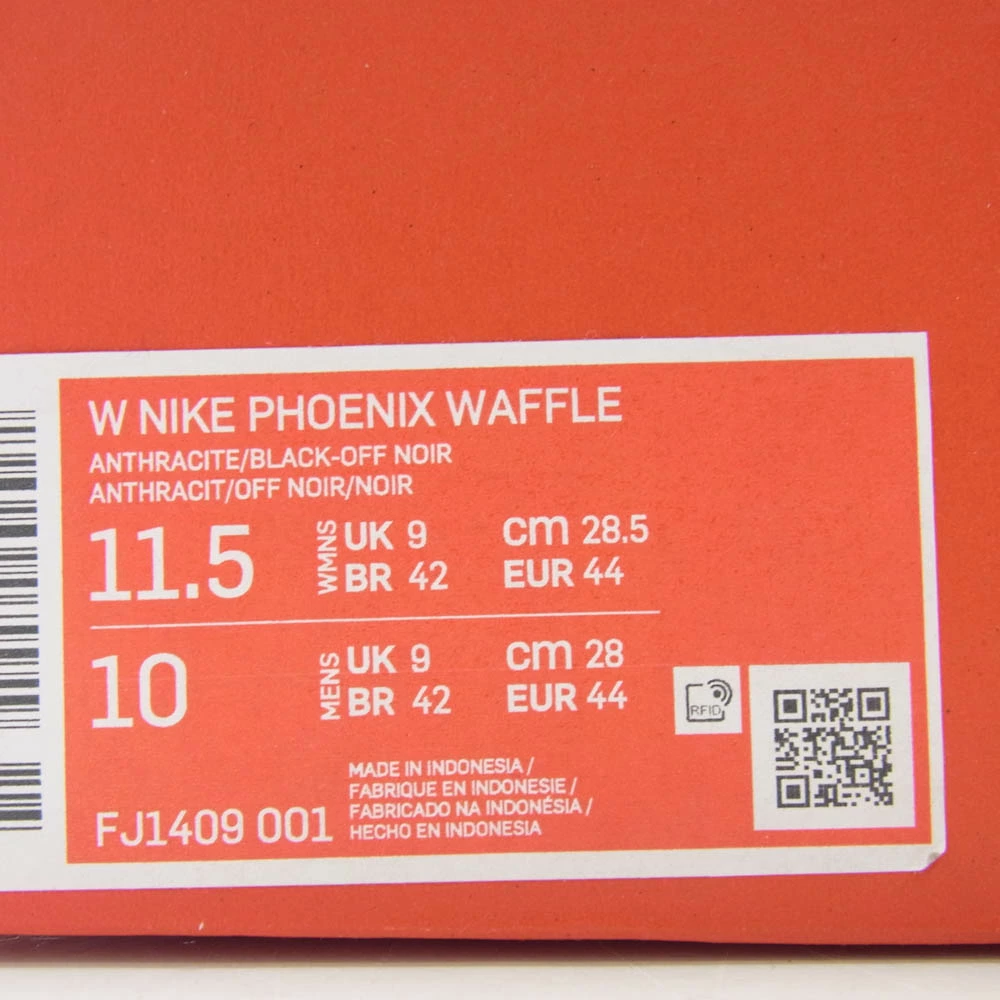 W NIKE PHOENIX WAFFLE
ANTHRACITE/BLACK-OFF NOIR
ANTHRACIT/OFF NOIR/NOIR
11.5 WMNS UK 9 CM 28.5
BR 42 EUR 44
10 MENS UK 9 CM 28
BR 42 EUR 44
RFID
MADE IN INDONESIA /
FABRIQUE EN INDONESIE /
FABRICADO NA INDONÉSIA /
HECHO EN INDONESIA
FJ1409 001